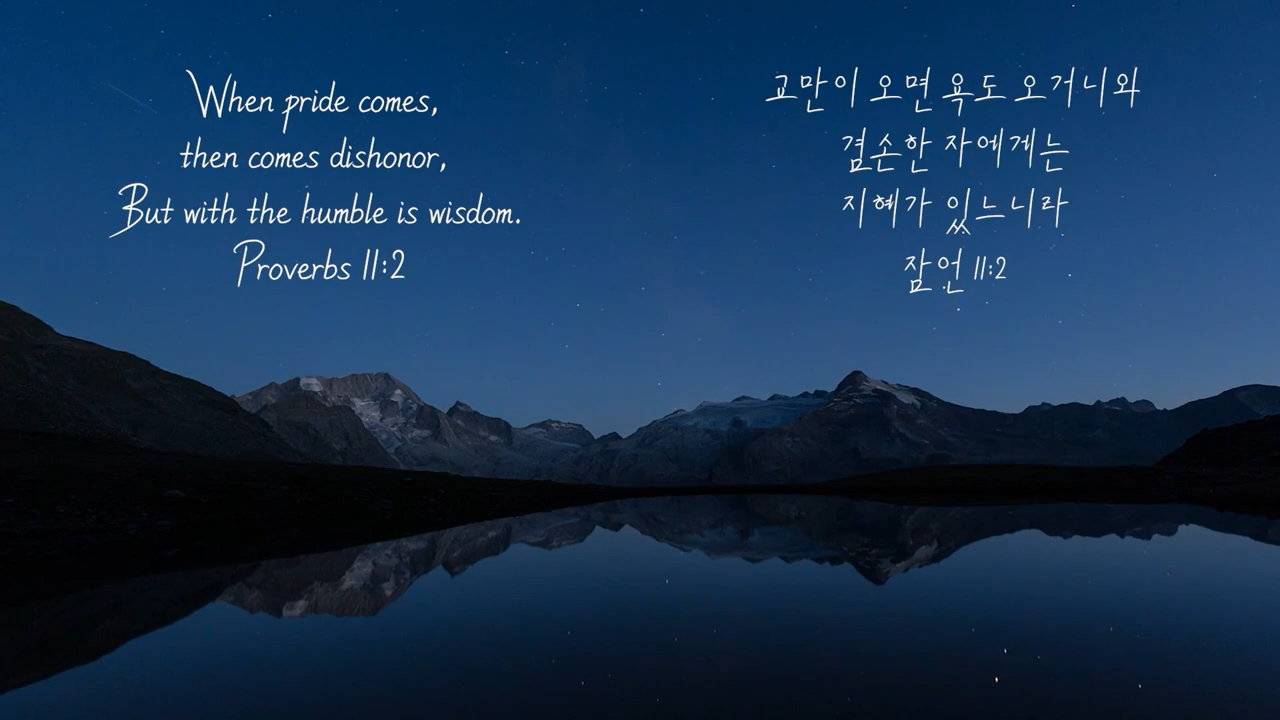 When pride comes,
then comes dishonor,
But with the humble is wisdom.
Proverbs 11:2
교만이 오면 욕도 오거니와
겸손한 자에게는
지혜가 있느니라
잠언 11:2